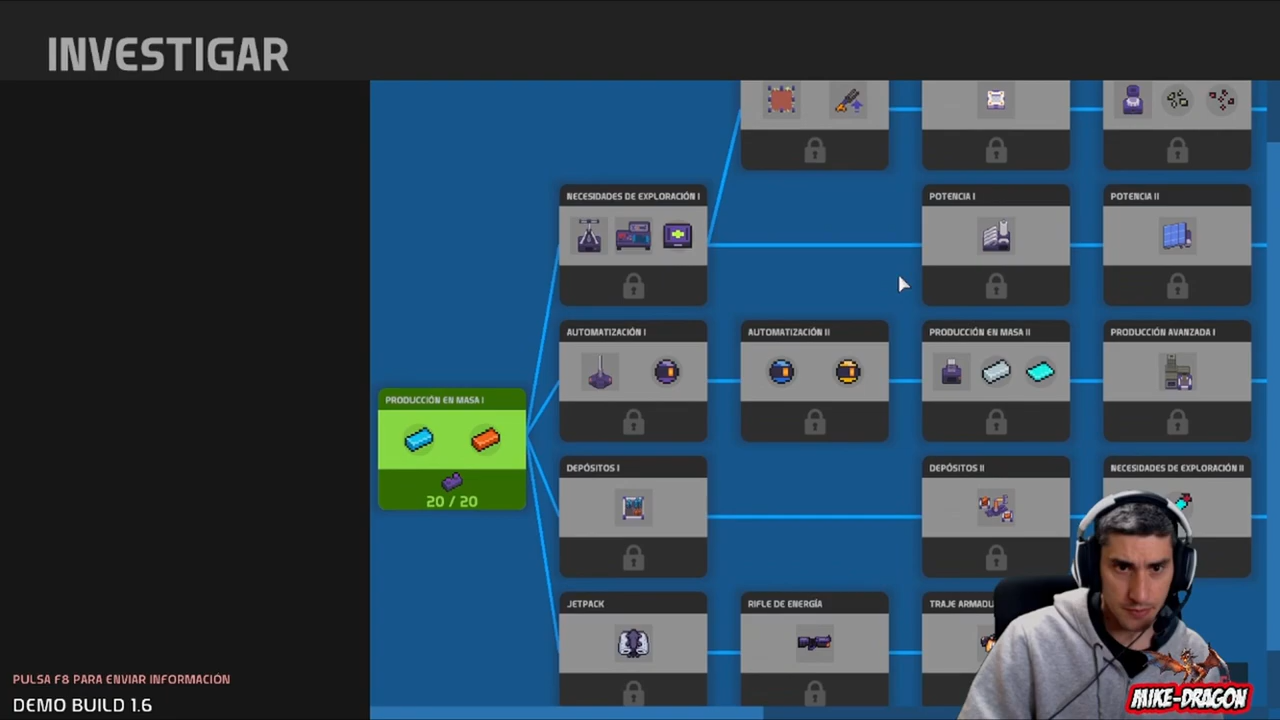 INVESTIGAR
NECESIDADES DE EXPLORACIÓN I
POTENCIA I
POTENCIA II
AUTOMATIZACIÓN I
AUTOMATIZACIÓN II
PRODUCCIÓN EN MASA II
PRODUCCIÓN AVANZADA I
PRODUCCIÓN EN MASA I
20 / 20
DEPÓSITOS I
DEPÓSITOS II
NECESIDADES DE EXPLORACIÓN II
JETPACK
RIFLE DE ENERGÍA
TRAJE
PULSA F8 PARA ENVIAR INFORMACIÓN
DEMO BUILD 1.6
MIKE-DRAGON